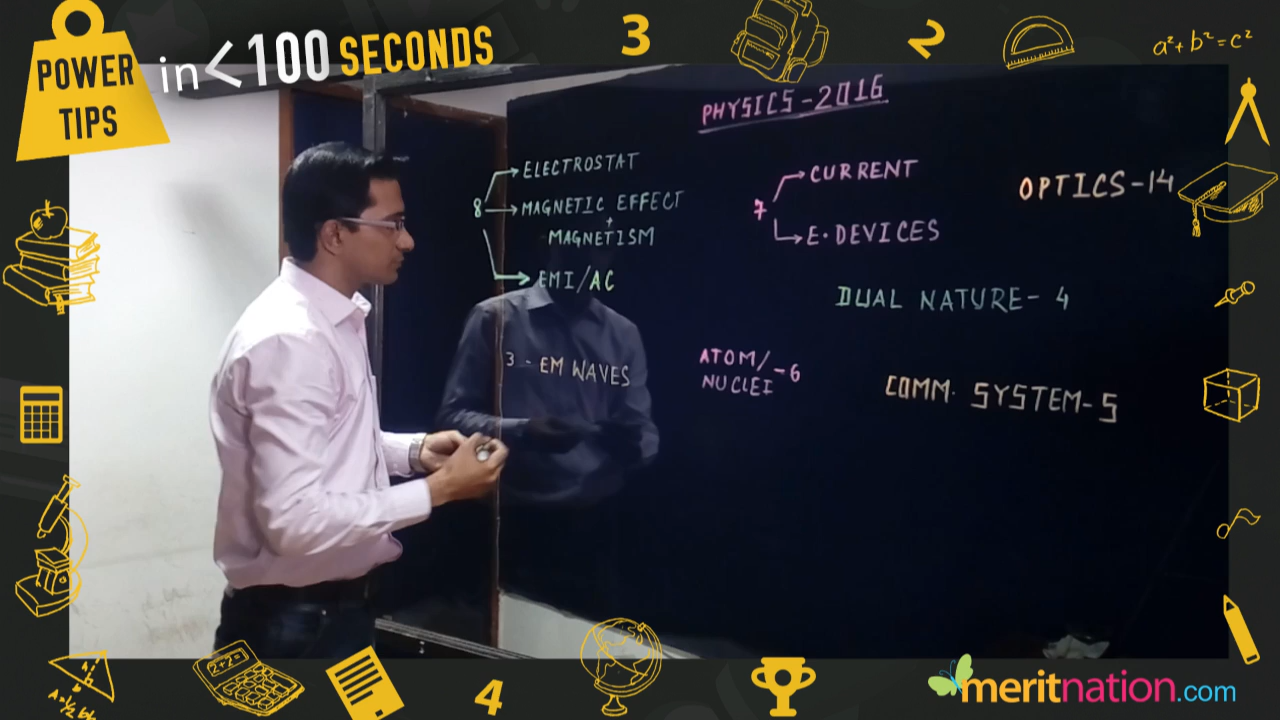 POWER
TIPS
in <100 SECONDS
3
2
a²+b²=c²
PHYSICS-2016
8
ELECTROSTAT
MAGNETIC EFFECT
+
MAGNETISM
EMI/AC
7
CURRENT
E·DEVICES
OPTICS-14
DUAL NATURE-4
3 - EM WAVES
ATOM/
NUCLEI -6
COMM. SYSTEM-5
2+2=
4
meritnation.com